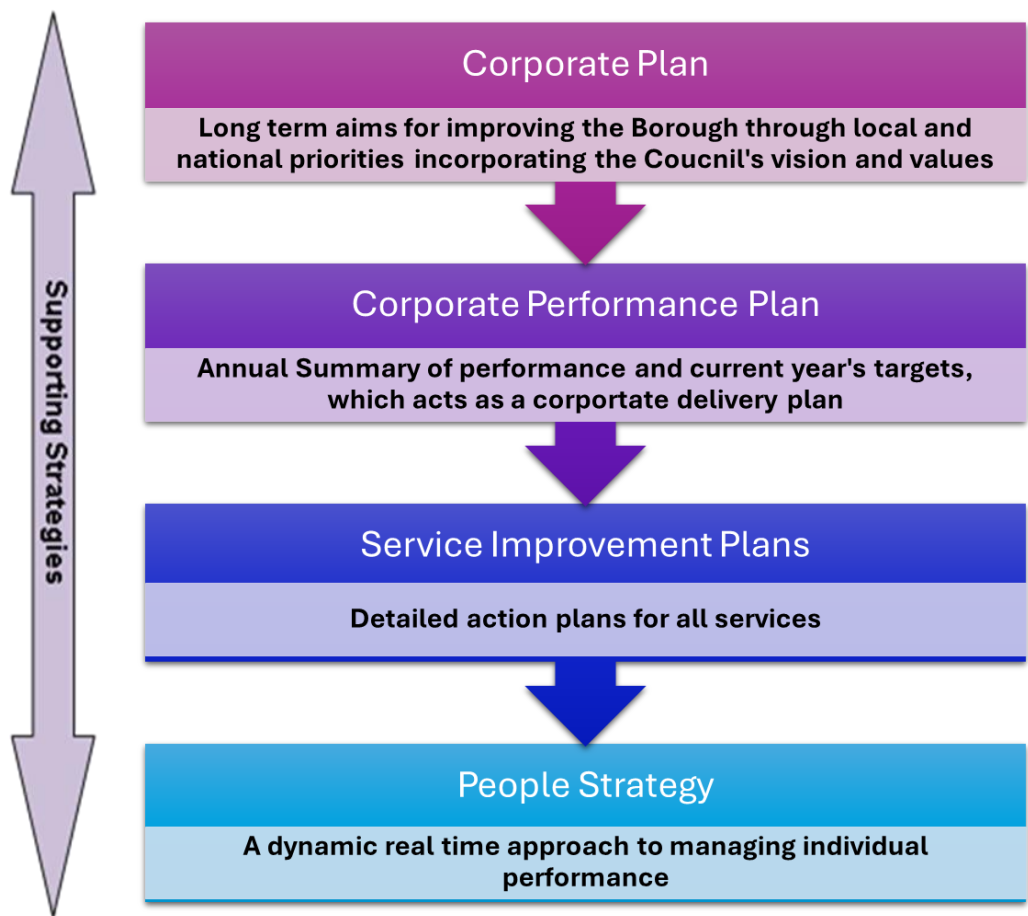 Corporate Plan
Long term aims for improving the Borough through local and
national priorities incorporating the Coucnil's vision and values
Corporate Performance Plan
Annual Summary of performance and current year's targets,
which acts as a corportate delivery plan
Service Improvement Plans
Detailed action plans for all services
People Strategy
A dynamic real time approach to managing individual
performance
Supporting Strategies